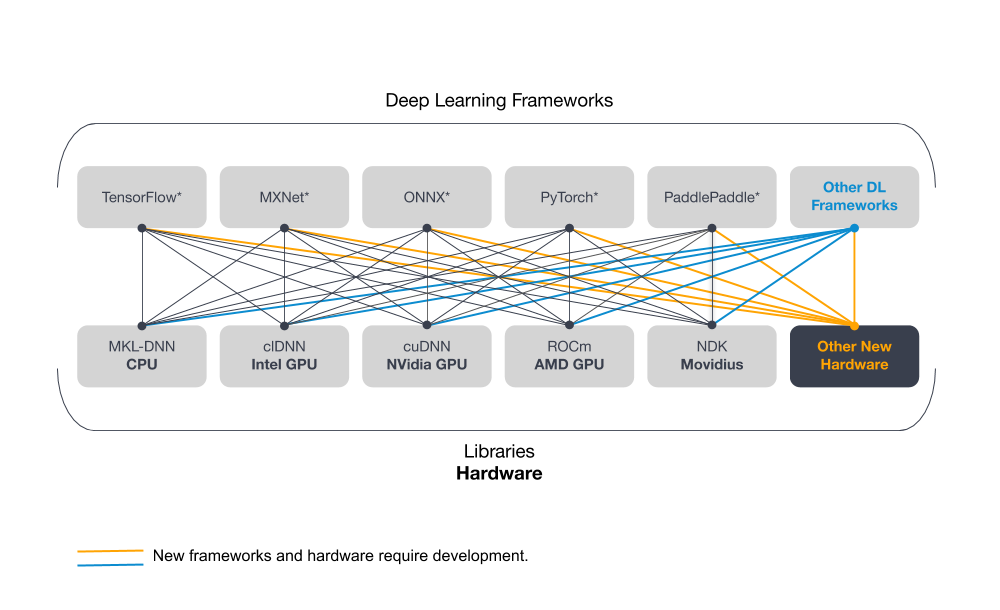 Deep Learning Frameworks
TensorFlow*
MXNet*
ONNX*
PyTorch*
PaddlePaddle*
Other DL
Frameworks
MKL-DNN
CPU
clDNN
Intel GPU
cuDNN
NVidia GPU
ROCm
AMD GPU
NDK
Movidius
Other New
Hardware
Libraries
Hardware
New frameworks and hardware require development.